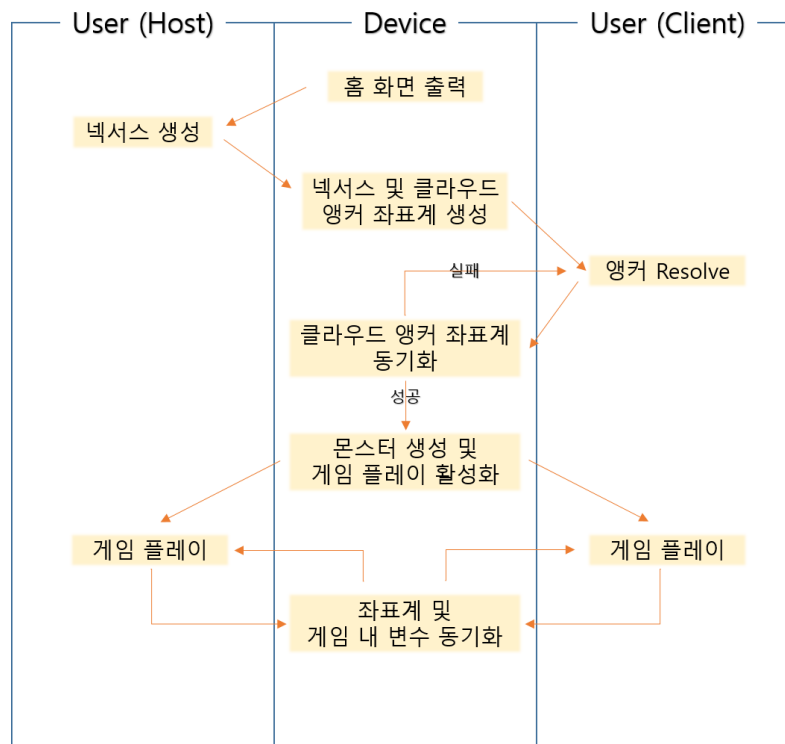 User (Host)
Device
User (Client)
홈 화면 출력
넥서스 생성
넥서스 및 클라우드
앵커 좌표계 생성
실패
앵커 Resolve
클라우드 앵커 좌표계
동기화
성공
몬스터 생성 및
게임 플레이 활성화
게임 플레이
게임 플레이
좌표계 및
게임 내 변수 동기화